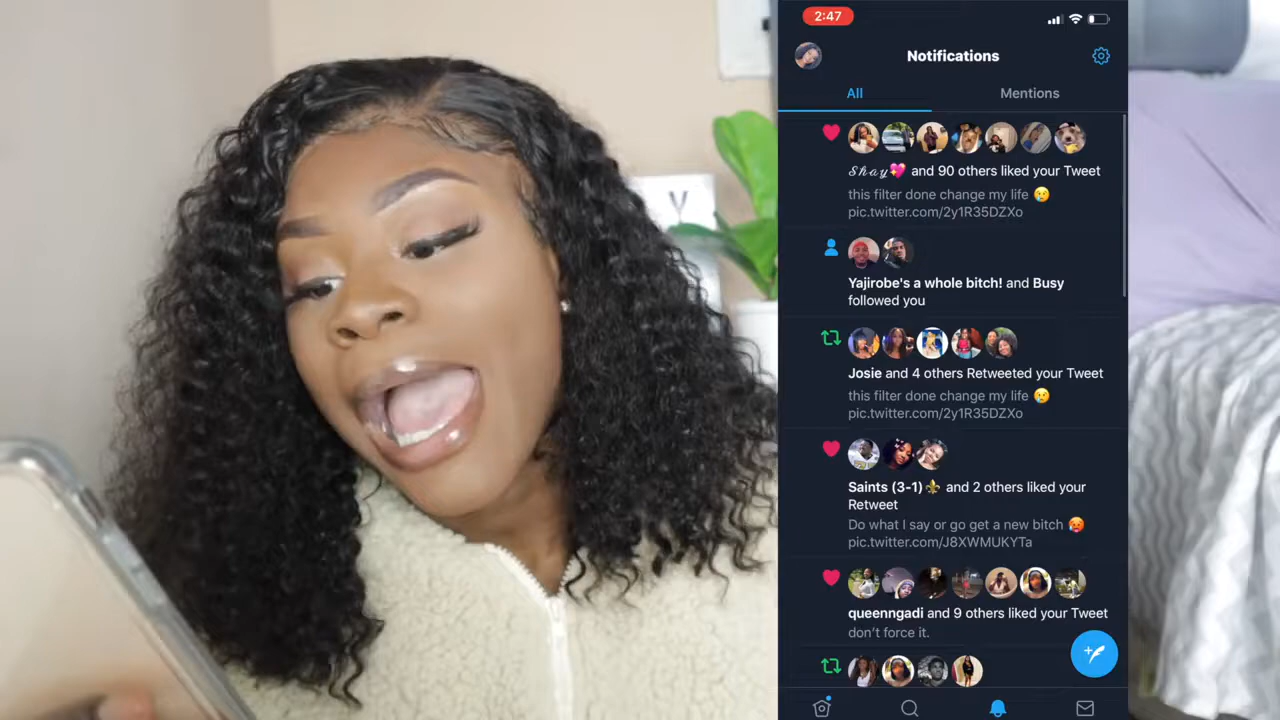 2:47
Notifications
All
Mentions
𝓢𝓱𝓪𝔂💖 and 90 others liked your Tweet
this filter done change my life 😢
pic.twitter.com/2y1R35DZXo
Yajirobe's a whole bitch! and Busy
followed you
Josie and 4 others Retweeted your Tweet
this filter done change my life 😢
pic.twitter.com/2y1R35DZXo
Saints (3-1)⚜️ and 2 others liked your
Retweet
Do what I say or go get a new bitch 🥵
pic.twitter.com/J8XWMUKYTa
queenngadi and 9 others liked your Tweet
don't force it.
Y